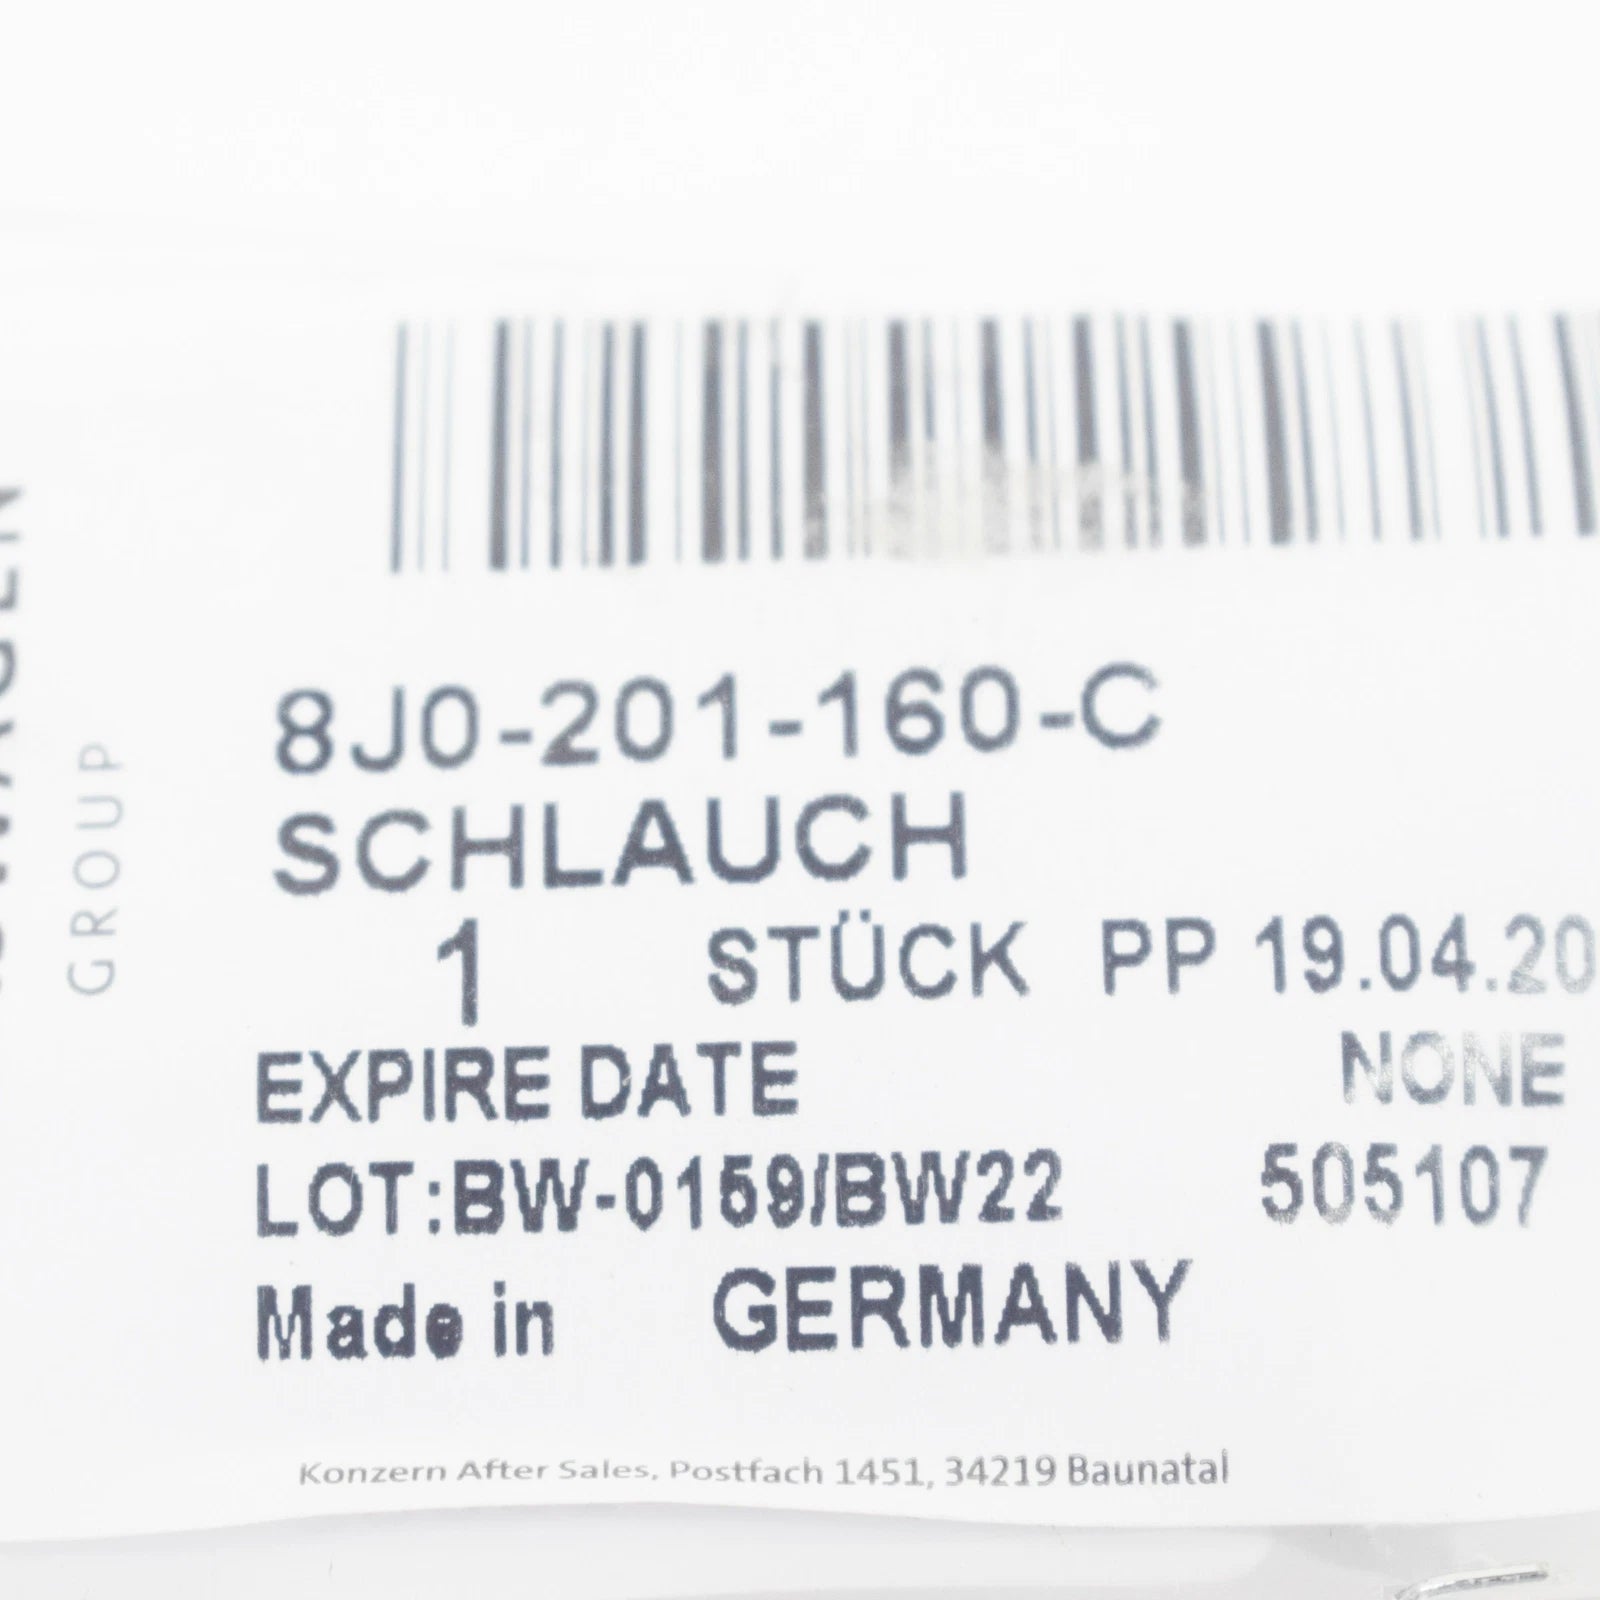 GROUP
8J0-201-160-C
SCHLAUCH
1 STÜCK PP 19.04.20
EXPIRE DATE NONE
LOT:BW-0159/BW22 505107
Made in GERMANY
Konzern After Sales, Postfach 1451, 34219 Baunatal